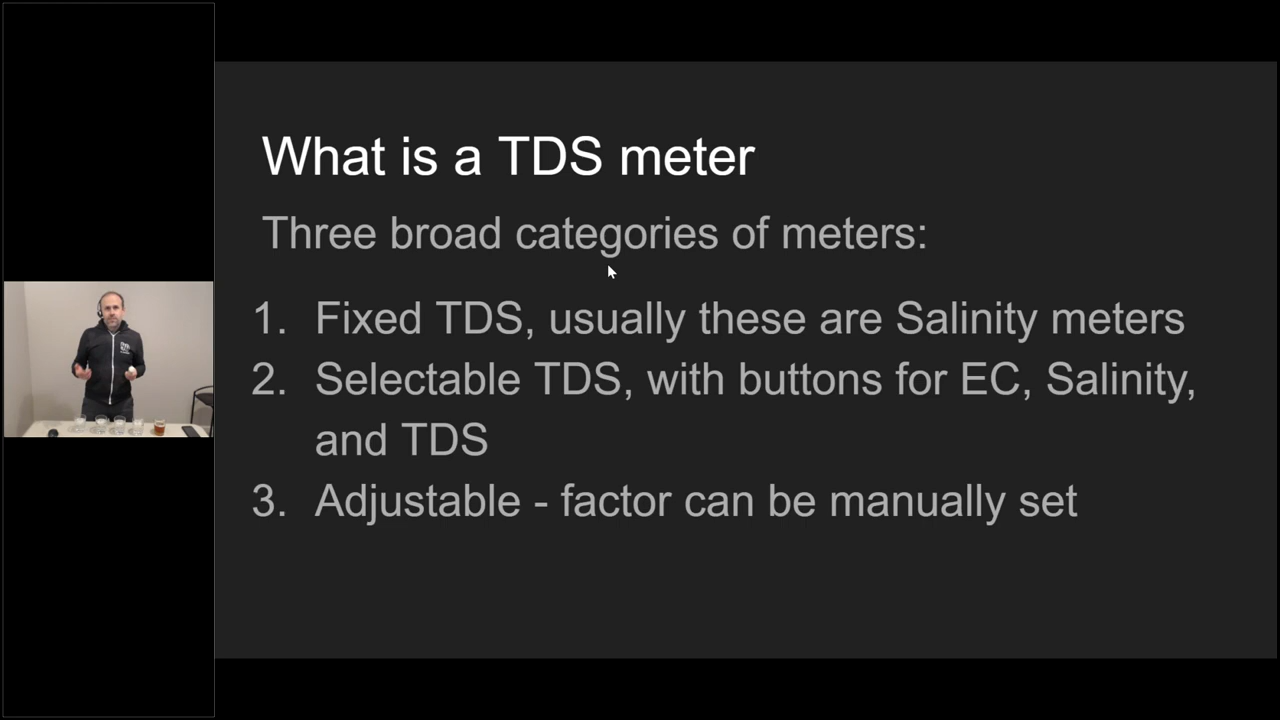 What is a TDS meter
Three broad categories of meters:
1. Fixed TDS, usually these are Salinity meters
2. Selectable TDS, with buttons for EC, Salinity,
and TDS
3. Adjustable - factor can be manually set